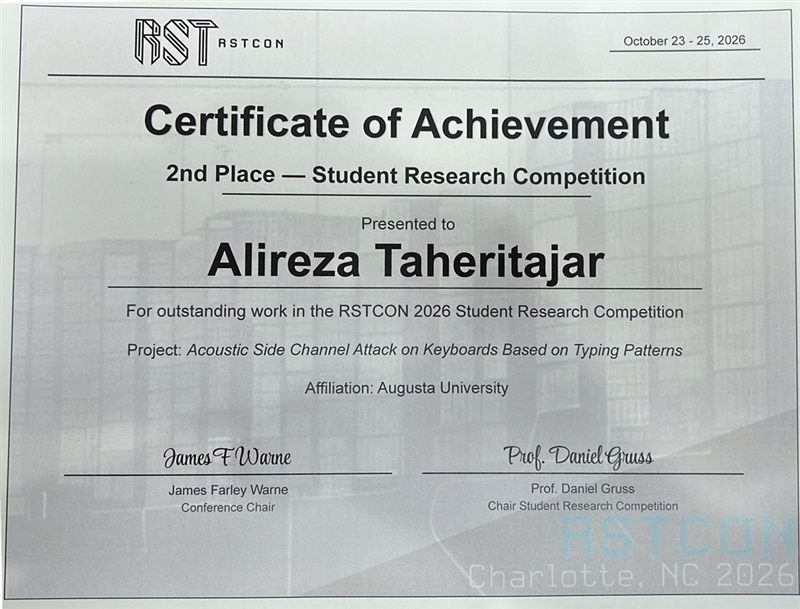 RST RSTCON
October 23 - 25, 2026
Certificate of Achievement
2nd Place — Student Research Competition
Presented to
Alireza Taheritajar
For outstanding work in the RSTCON 2026 Student Research Competition
Project: Acoustic Side Channel Attack on Keyboards Based on Typing Patterns
Affiliation: Augusta University
James F Warne
James Farley Warne
Conference Chair
Prof. Daniel Gruss
Prof. Daniel Gruss
Chair Student Research Competition
RSTCON
Charlotte, NC 2026